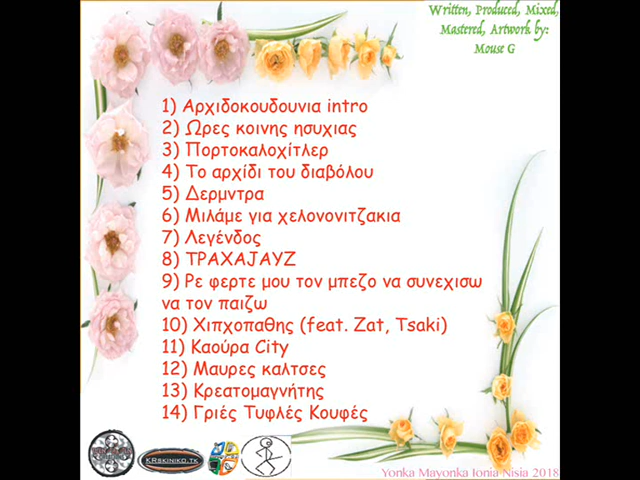 Written, Produced, Mixed,
Mastered, Artwork by:
Mouse G
1) Αρχιδοκουδουνια intro
2) Ωρες κοινης ησυχιας
3) Πορτοκαλοχίτλερ
4) Το αρχίδι του διαβόλου
5) Δερμντρα
6) Μιλάμε για χελονονιτζακια
7) Λεγένδος
8) ΤΡΑΧΑJΑΥΖ
9) Ρε φερτε μου τον μπεζο να συνεχισω
να τον παιζω
10) Χιπχοπαθης (feat. Zat, Tsaki)
11) Καούρα City
12) Μαυρες καλτσες
13) Κρεατομαγνήτης
14) Γριές Τυφλές Κουφές
KRSKINIKO.TK
Yonka Mayonka Ionia Nisia 2018